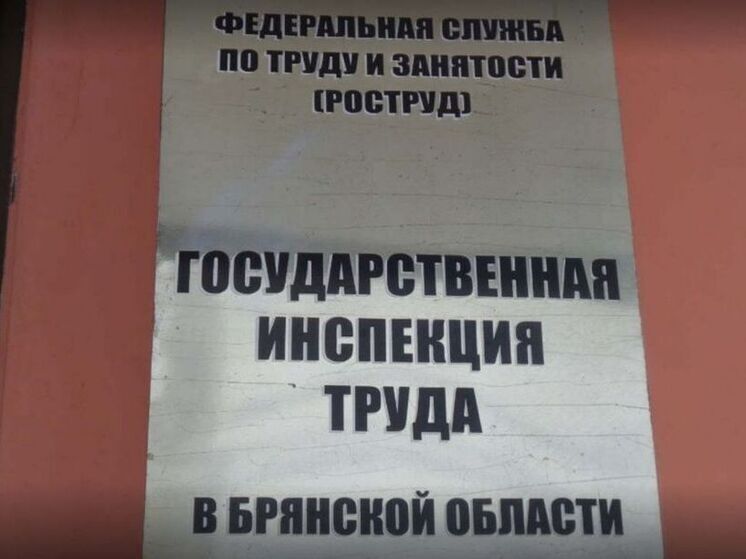 ФЕДЕРАЛЬНАЯ СЛУЖБА
ПО ТРУДУ И ЗАНЯТОСТИ
(РОСТРУД)
ГОСУДАРСТВЕННАЯ
ИНСПЕКЦИЯ
ТРУДА
В БРЯНСКОЙ ОБЛАСТИ